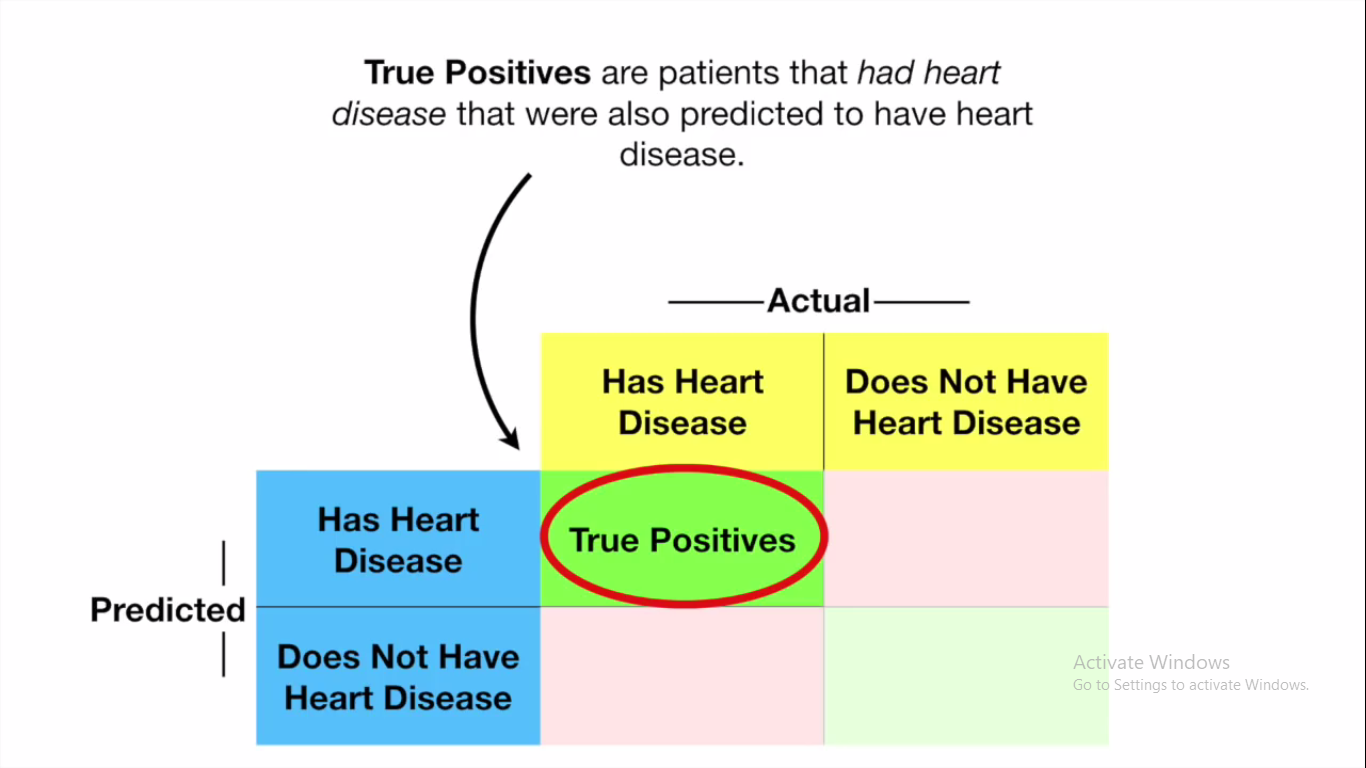 True Positives are patients that had heart
disease that were also predicted to have heart
disease.
Actual
Has Heart
Disease
Does Not Have
Heart Disease
Has Heart
Disease
True Positives
Predicted
Does Not Have
Heart Disease
Activate Windows
Go to Settings to activate Windows.